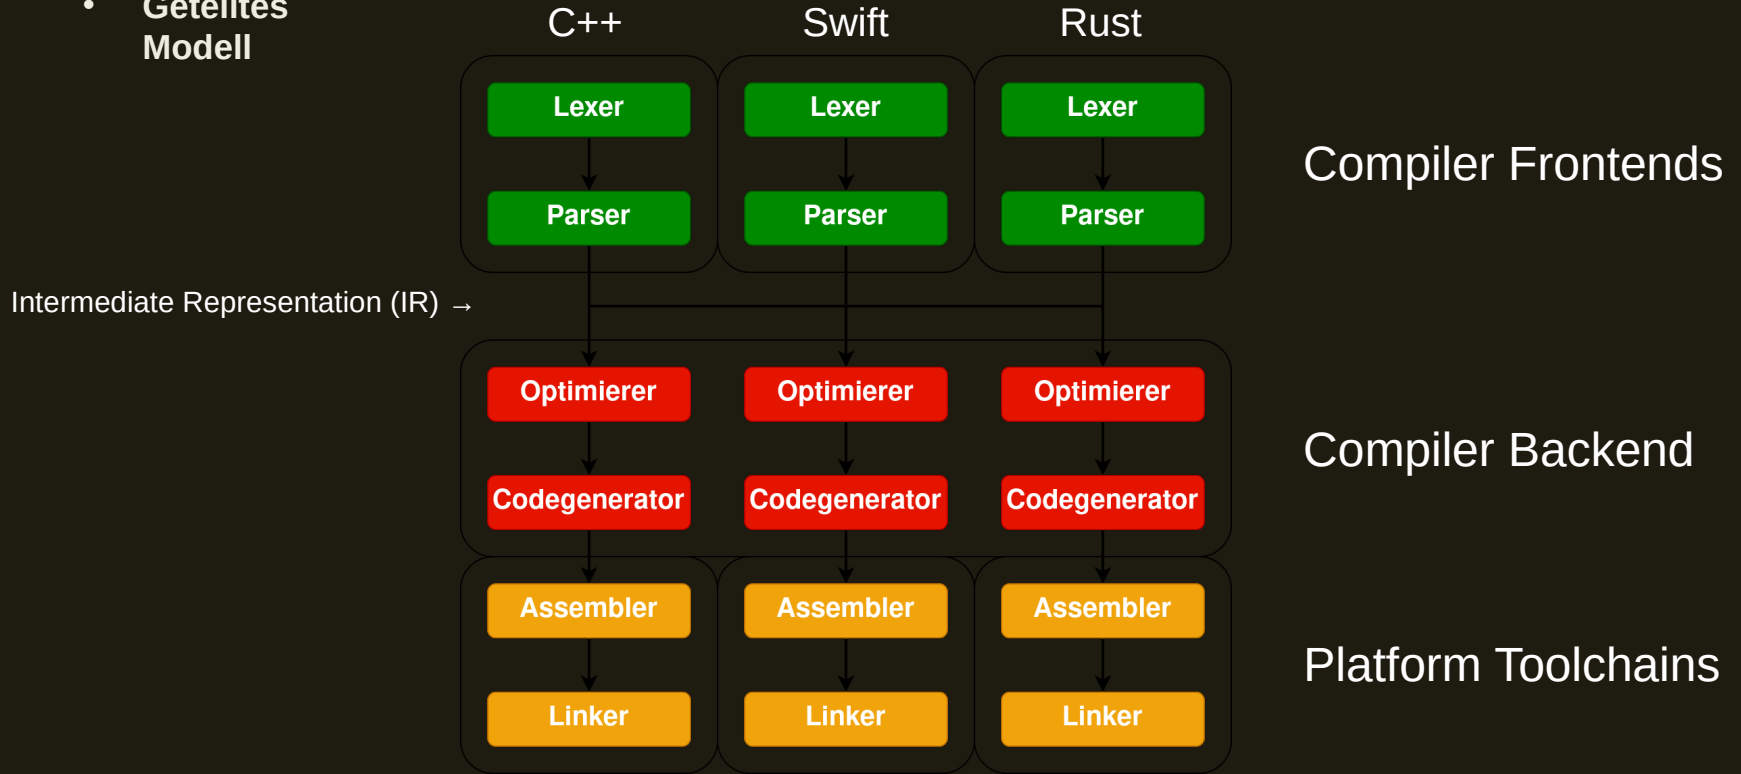 • Geteiltes
Modell
C++ Swift Rust
Lexer Lexer Lexer
Compiler Frontends
Parser Parser Parser
Intermediate Representation (IR) →
Optimierer Optimierer Optimierer
Compiler Backend
Codegenerator Codegenerator Codegenerator
Assembler Assembler Assembler
Platform Toolchains
Linker Linker Linker